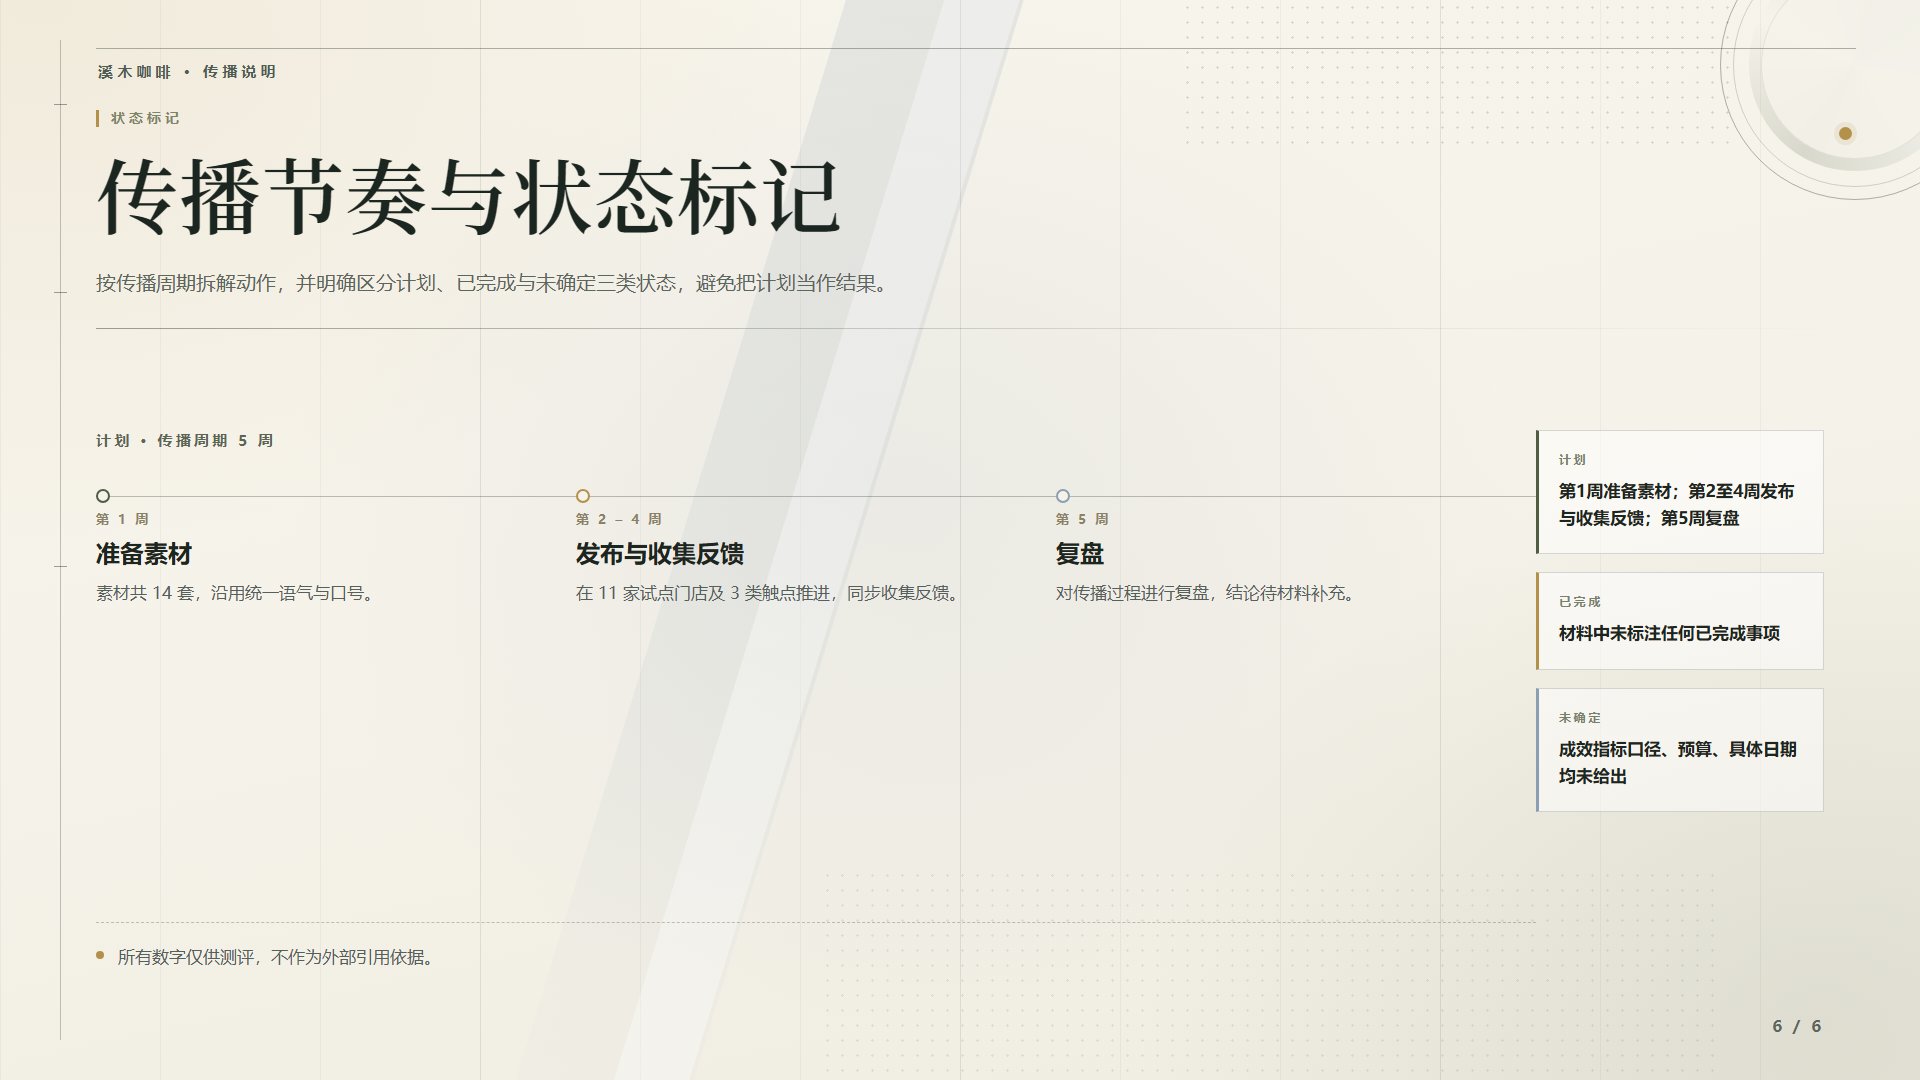 溪木咖啡 • 传播说明
状态标记
传播节奏与状态标记
按传播周期拆解动作，并明确区分计划、已完成与未确定三类状态，避免把计划当作结果。
计划 • 传播周期 5 周
第 1 周
准备素材
素材共 14 套，沿用统一语气与口号。
第 2 – 4 周
发布与收集反馈
在 11 家试点门店及 3 类触点推进，同步收集反馈。
第 5 周
复盘
对传播过程进行复盘，结论待材料补充。
计划
第1周准备素材；第2至4周发布
与收集反馈；第5周复盘
已完成
材料中未标注任何已完成事项
未确定
成效指标口径、预算、具体日期
均未给出
所有数字仅供测评，不作为外部引用依据。
6 / 6